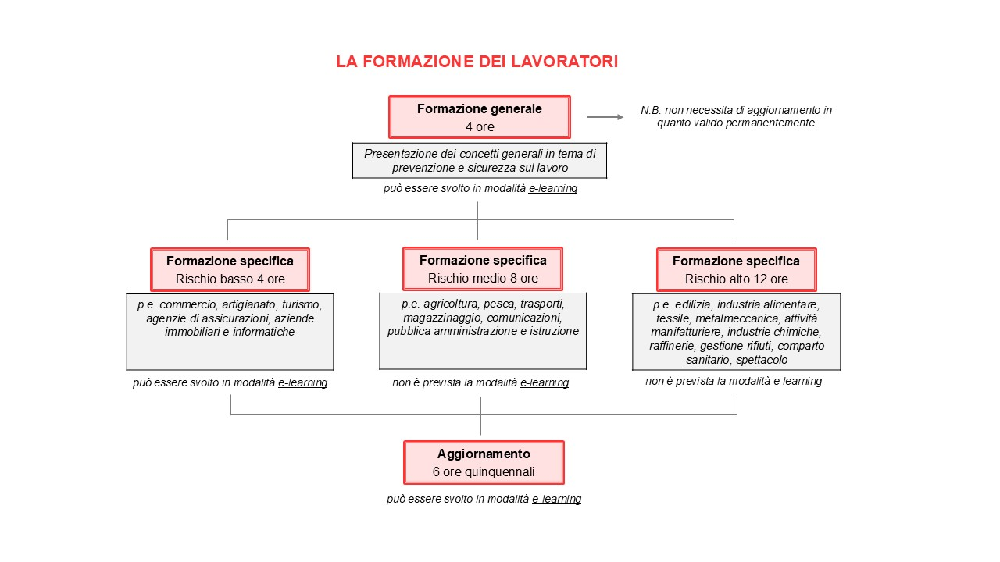 LA FORMAZIONE DEI LAVORATORI
Formazione generale
4 ore
N.B. non necessita di aggiornamento in
quanto valido permanentemente
Presentazione dei concetti generali in tema di
prevenzione e sicurezza sul lavoro
può essere svolto in modalità e-learning
Formazione specifica
Rischio basso 4 ore
p.e. commercio, artigianato, turismo,
agenzie di assicurazioni, aziende
immobiliari e informatiche
può essere svolto in modalità e-learning
Formazione specifica
Rischio medio 8 ore
p.e. agricoltura, pesca, trasporti,
magazzinaggio, comunicazioni,
pubblica amministrazione e istruzione
non è prevista la modalità e-learning
Formazione specifica
Rischio alto 12 ore
p.e. edilizia, industria alimentare,
tessile, metalmeccanica, attività
manifatturiere, industrie chimiche,
raffinerie, gestione rifiuti, comparto
sanitario, spettacolo
non è prevista la modalità e-learning
Aggiornamento
6 ore quinquennali
può essere svolto in modalità e-learning